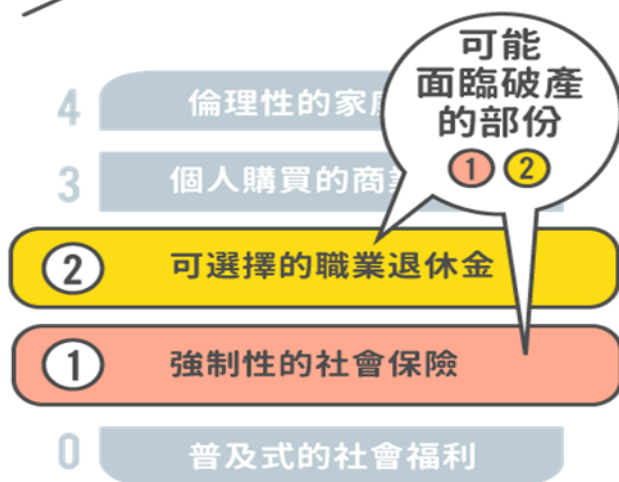 可能
面臨破產
的部份
1 2
4 倫理性的家
3 個人購買的商
2 可選擇的職業退休金
1 強制性的社會保險
0 普及式的社會福利